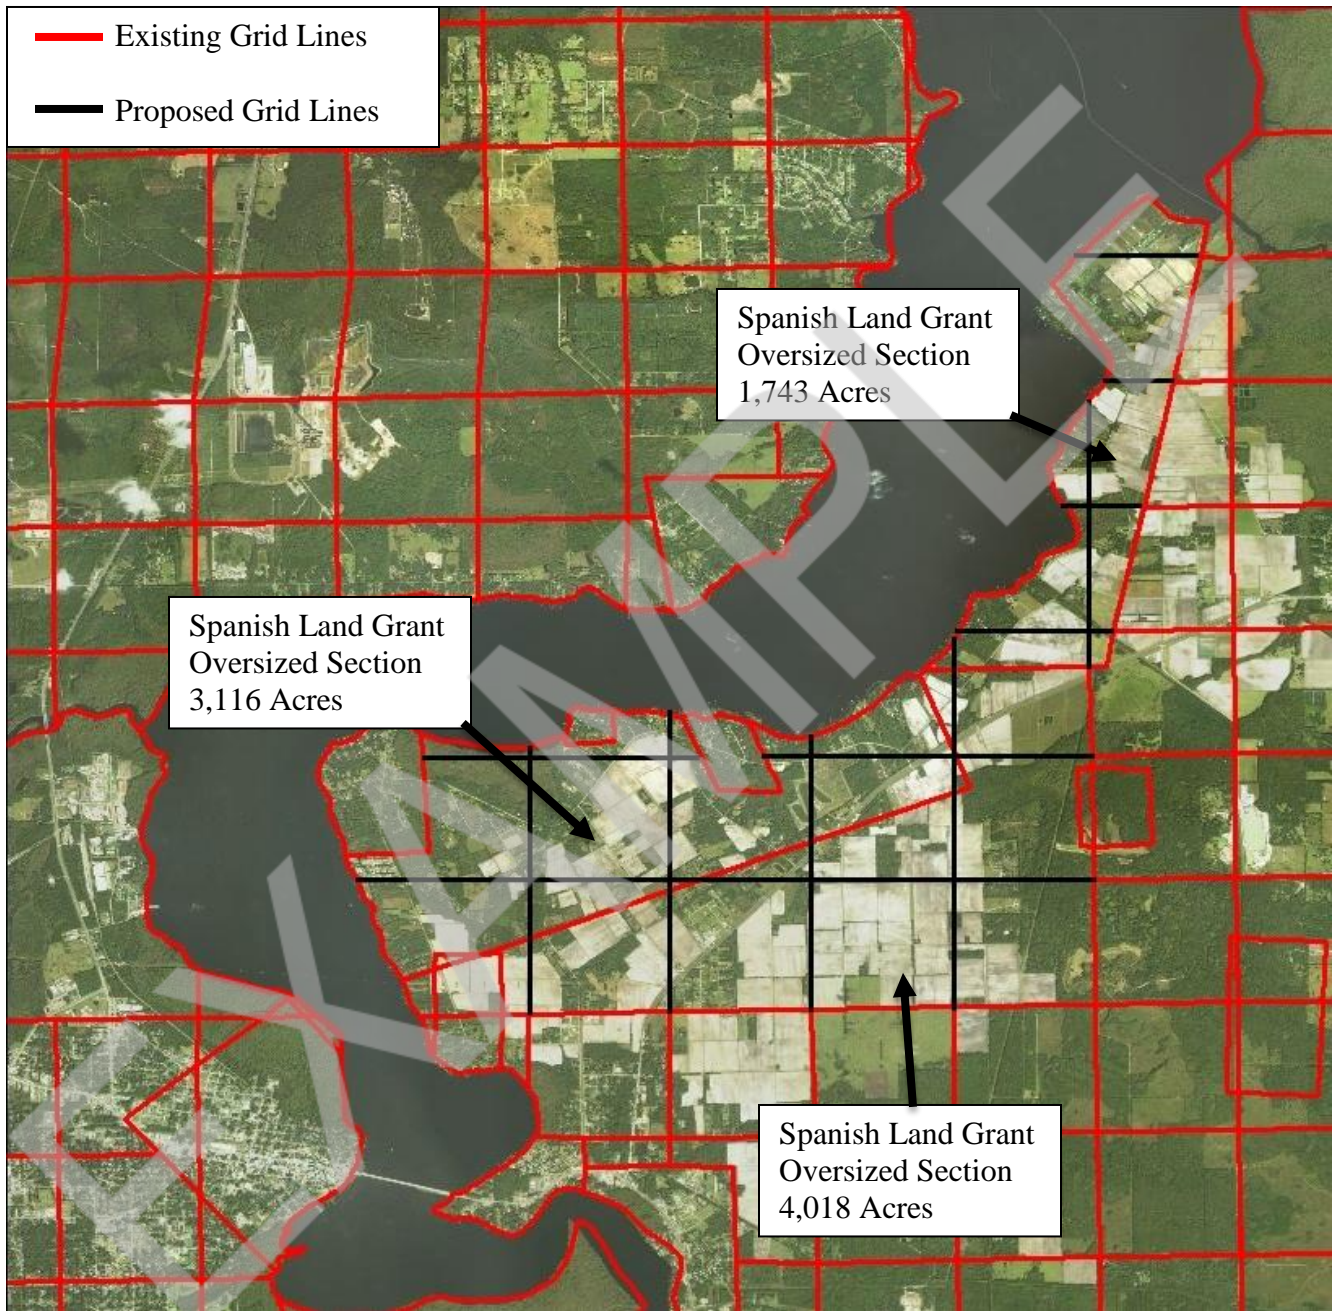 Existing Grid Lines
Proposed Grid Lines
Spanish Land Grant
Oversized Section
1,743 Acres
Spanish Land Grant
Oversized Section
3,116 Acres
Spanish Land Grant
Oversized Section
4,018 Acres
EXAMPLE